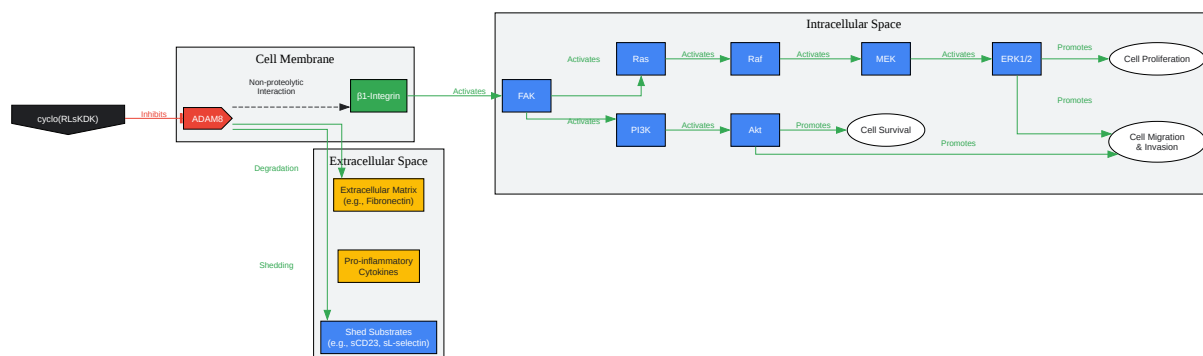 Intracellular Space
Cell Membrane
Non-proteolytic
Interaction
cyclo(RLsKDK)
Inhibits
ADAM8
β1-Integrin
Activates
FAK
Activates
Ras
Activates
Raf
Activates
MEK
Activates
ERK1/2
Promotes
Cell Proliferation
Activates
PI3K
Activates
Akt
Promotes
Cell Survival
Promotes
Promotes
Cell Migration
& Invasion
Extracellular Space
Degradation
Extracellular Matrix
(e.g., Fibronectin)
Shedding
Pro-inflammatory
Cytokines
Shed Substrates
(e.g., sCD23, sL-selectin)